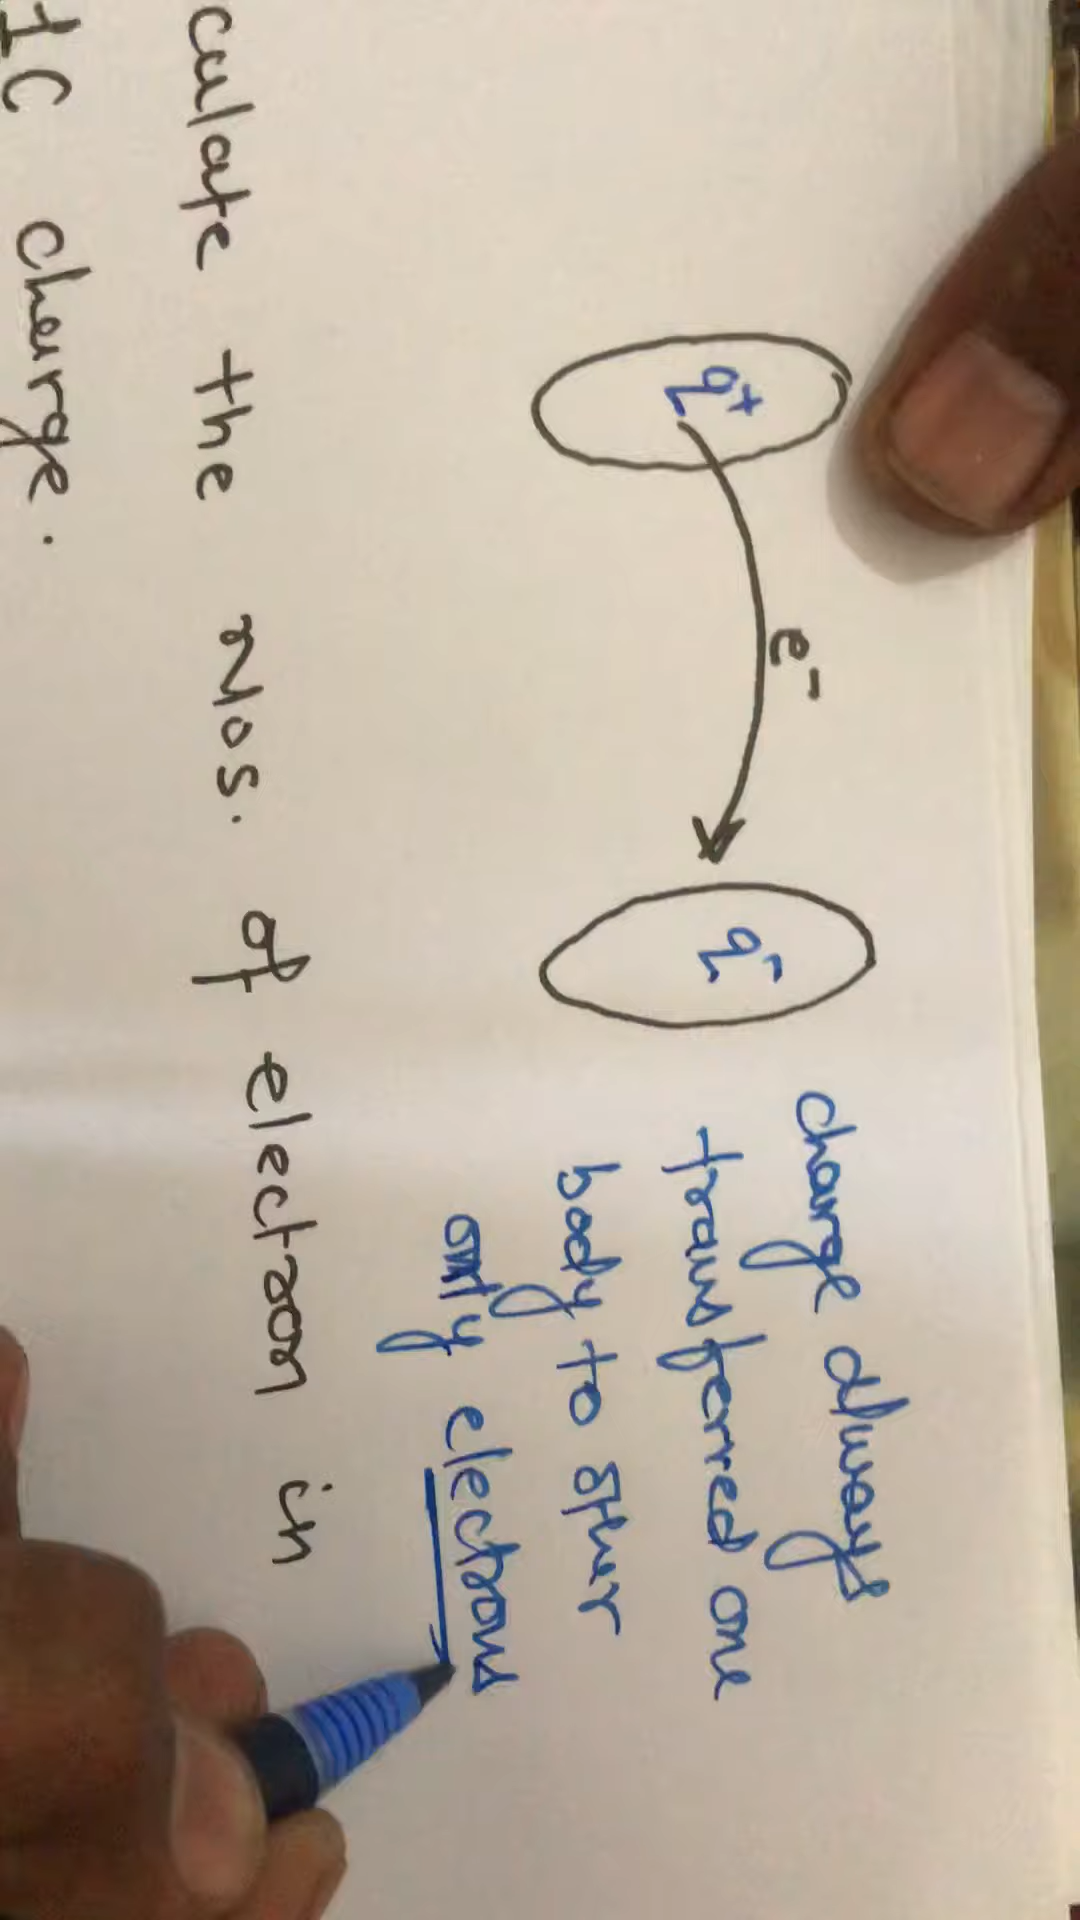 q+
e-
q-
charge always
transferred one
body to other
only electrons
culate the Nos. of electron in
1C charge.